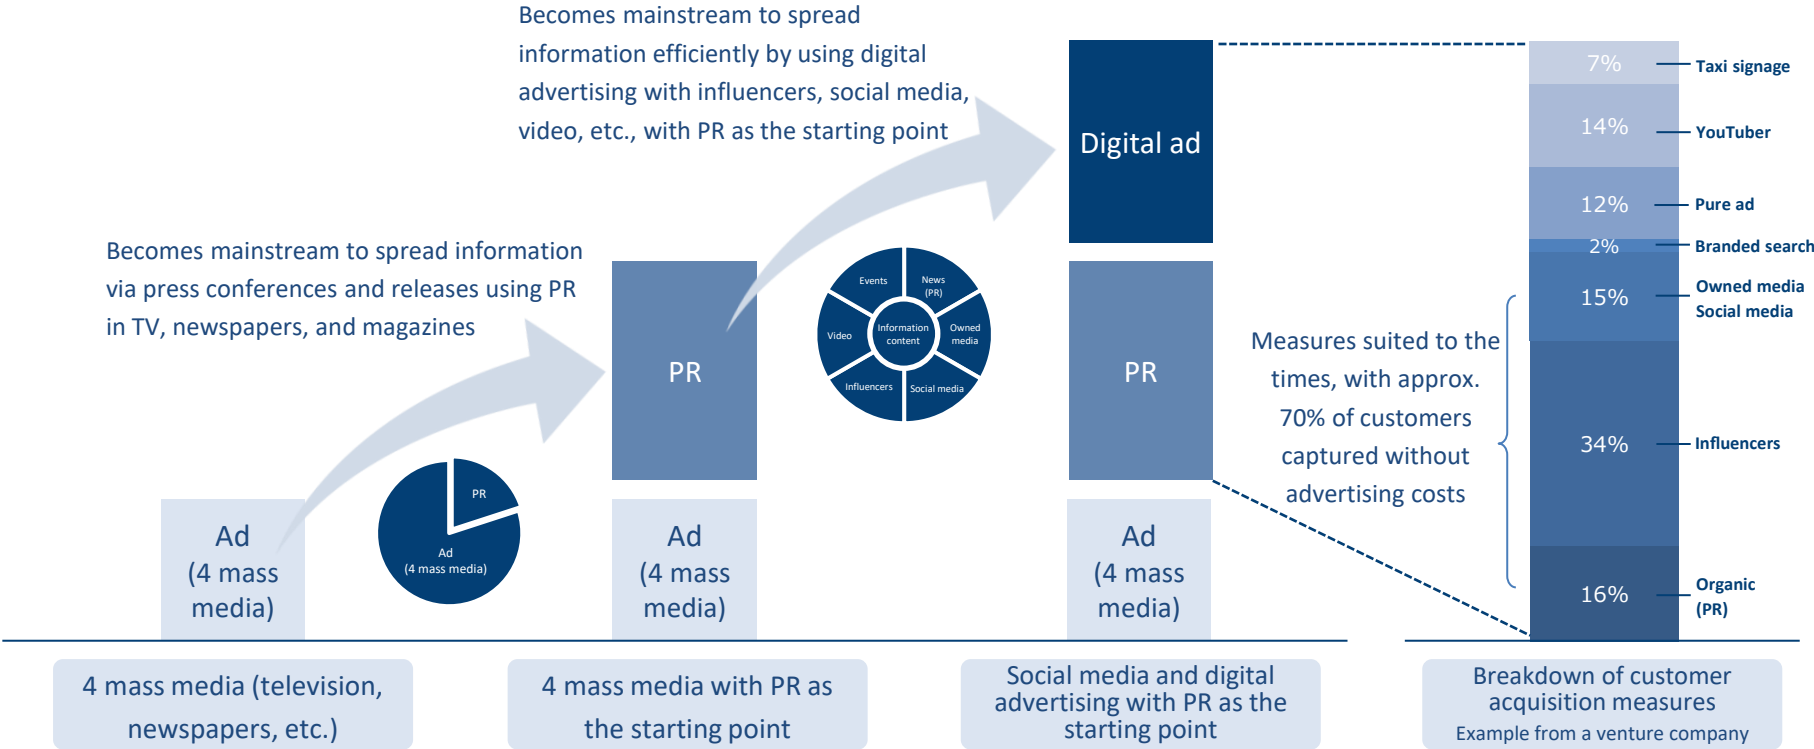 Becomes mainstream to spread
information efficiently by using digital
advertising with influencers, social media,
video, etc., with PR as the starting point
Becomes mainstream to spread information
via press conferences and releases using PR
in TV, newspapers, and magazines
Ad
(4 mass
media)
PR
Ad
(4 mass media)
PR
Ad
(4 mass
media)
Events
News
(PR)
Video
Information
content
Owned
media
Influencers
Social media
Digital ad
PR
Ad
(4 mass
media)
Measures suited to the
times, with approx.
70% of customers
captured without
advertising costs
7%
Taxi signage
14%
YouTuber
12%
Pure ad
2%
Branded search
15%
Owned media
Social media
34%
Influencers
16%
Organic
(PR)
4 mass media (television,
newspapers, etc.)
4 mass media with PR as
the starting point
Social media and digital
advertising with PR as the
starting point
Breakdown of customer
acquisition measures
Example from a venture company